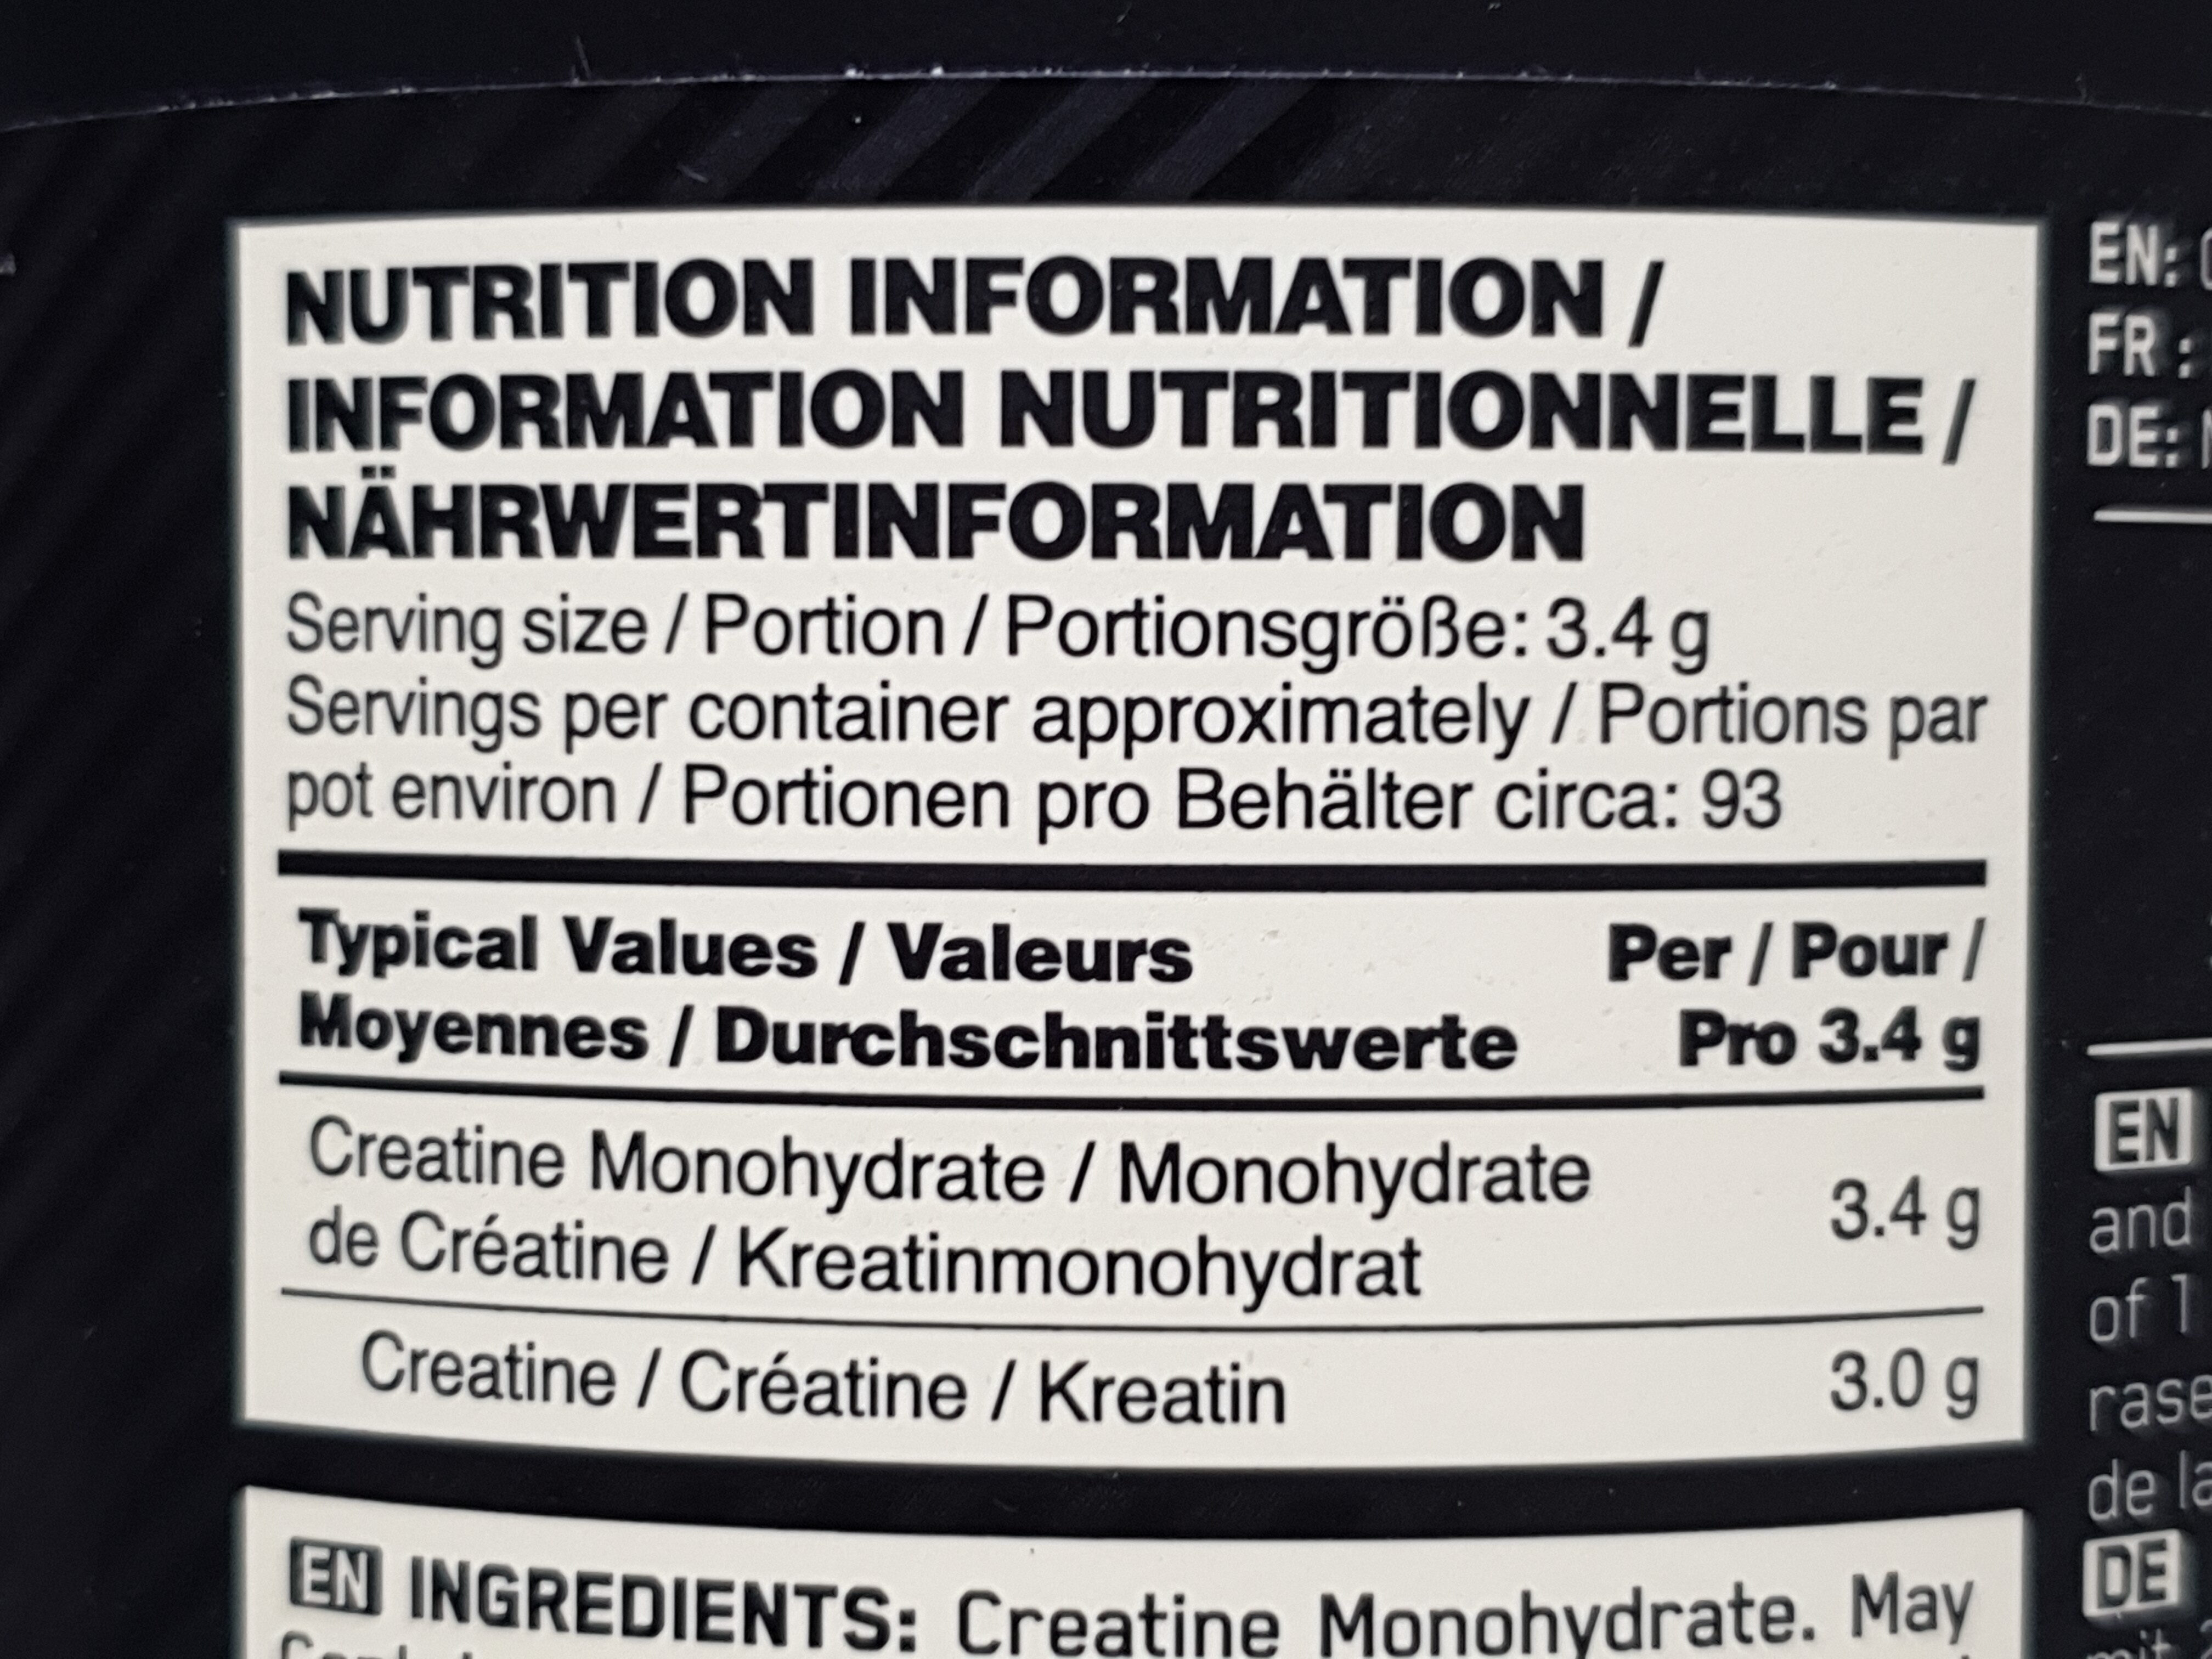 NUTRITION INFORMATION /
INFORMATION NUTRITIONNELLE /
NÄHRWERTINFORMATION
Serving size / Portion / Portionsgröße: 3.4 g
Servings per container approximately / Portions par
pot environ / Portionen pro Behälter circa: 93
Typical Values / Valeurs
Moyennes / Durchschnittswerte
Per / Pour /
Pro 3.4 g
Creatine Monohydrate / Monohydrate
de Créatine / Kreatinmonohydrat
3.4 g
Creatine / Créatine / Kreatin
3.0 g
EN INGREDIENTS: Creatine Monohydrate. May
EN:
FR :
DE:
EN
and
of 1
de
DE
mit